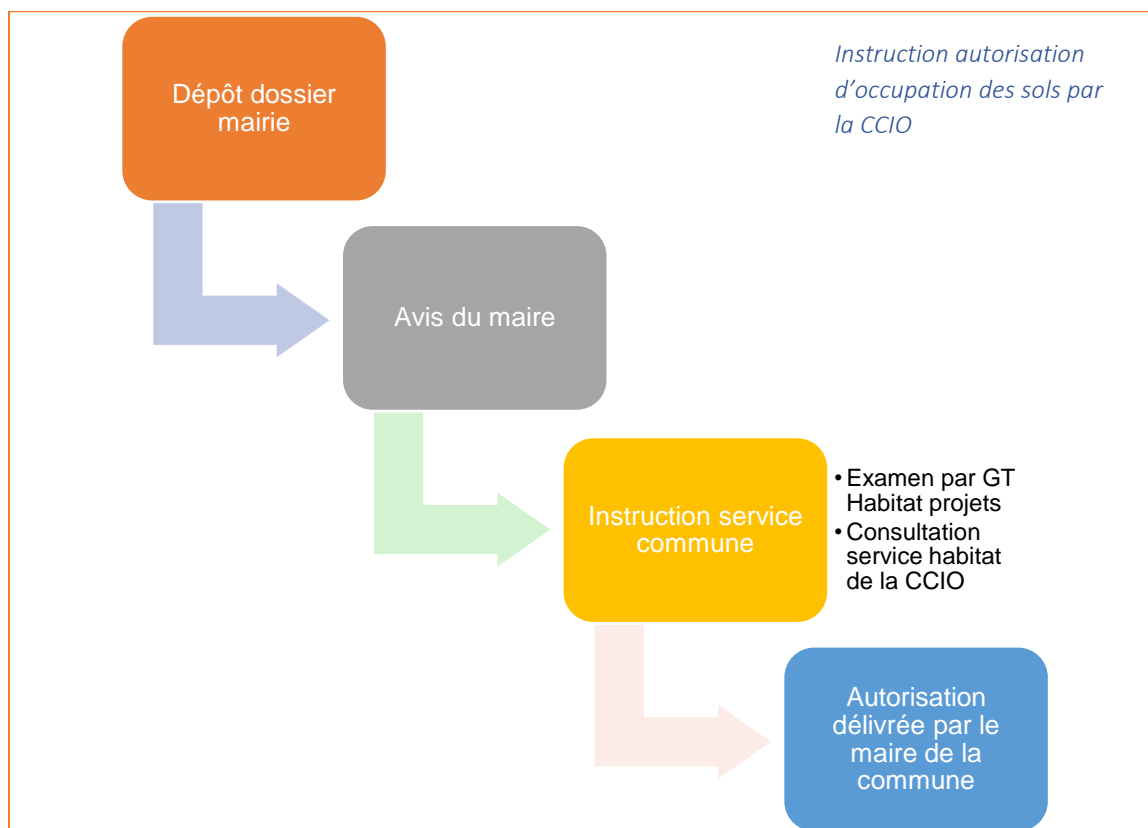 Instruction autorisation
d’occupation des sols par
la CCIO
Dépôt dossier
mairie
Avis du maire
Instruction service
commune
• Examen par GT
Habitat projets
• Consultation
service habitat
de la CCIO
Autorisation
délivrée par le
maire de la
commune